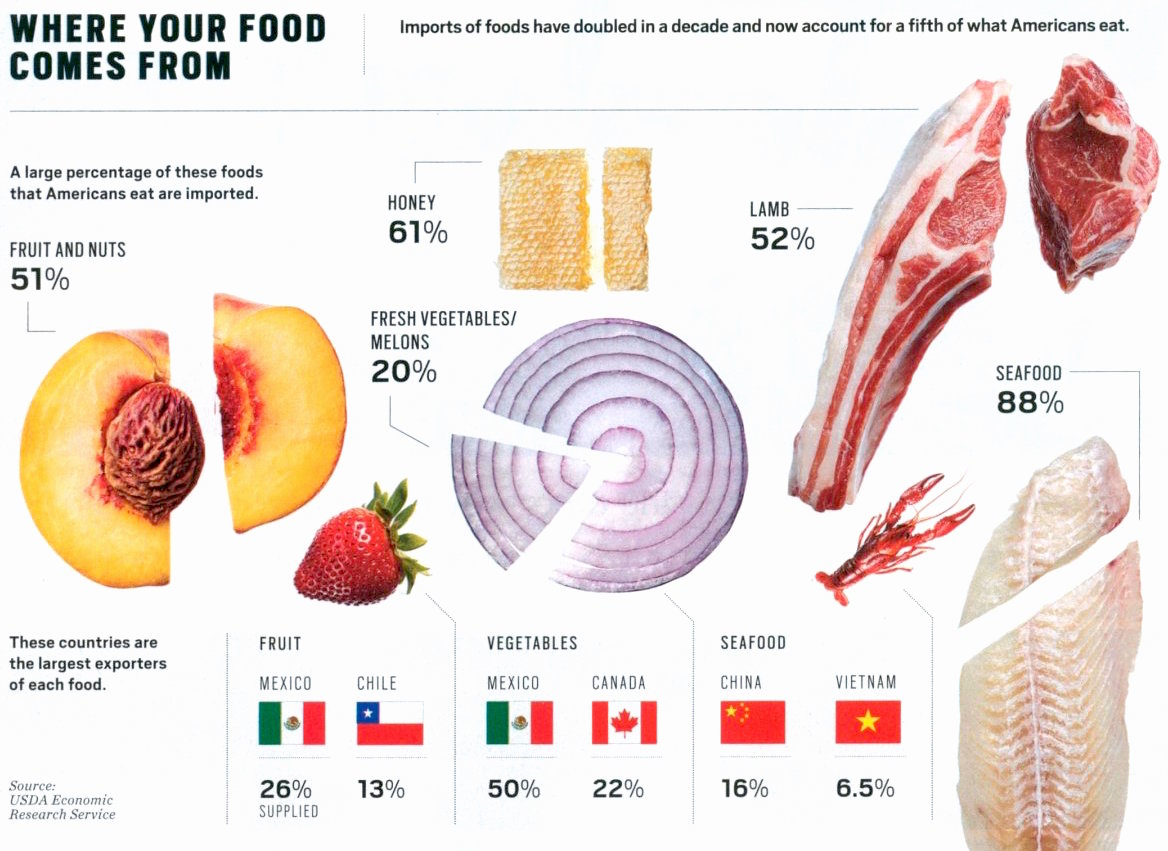 WHERE YOUR FOOD
COMES FROM
Imports of foods have doubled in a decade and now account for a fifth of what Americans eat.
A large percentage of these foods
that Americans eat are imported.
FRUIT AND NUTS
51%
HONEY
61%
FRESH VEGETABLES/
MELONS
20%
LAMB
52%
SEAFOOD
88%
These countries are
the largest exporters
of each food.
FRUIT
MEXICO
CHILE
26%
SUPPLIED
13%
VEGETABLES
MEXICO
CANADA
50%
22%
SEAFOOD
CHINA
VIETNAM
16%
6.5%
Source:
USDA Economic
Research Service